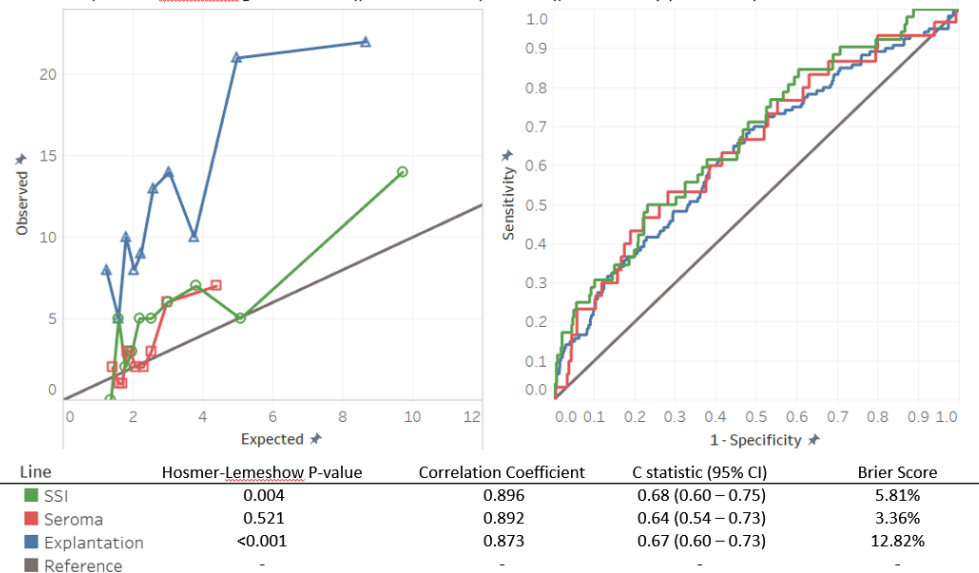 20
15
10
5
0
Observed
0 2 4 6 8 10 12
Expected
1.0
0.9
0.8
0.7
0.6
0.5
0.4
0.3
0.2
0.1
0.0
Sensitivity
0.0 0.1 0.2 0.3 0.4 0.5 0.6 0.7 0.8 0.9 1.0
1 - Specificity
Line Hosmer-Lemeshow P-value Correlation Coefficient C statistic (95% CI) Brier Score
SSI 0.004 0.896 0.68 (0.60 – 0.75) 5.81%
Seroma 0.521 0.892 0.64 (0.54 – 0.73) 3.36%
Explantation <0.001 0.873 0.67 (0.60 – 0.73) 12.82%
Reference - - - -